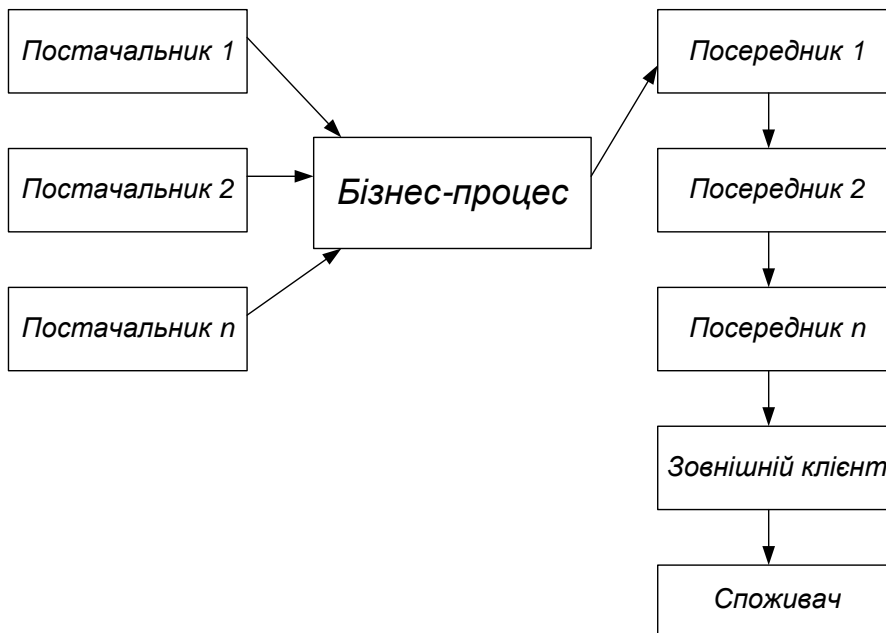 Постачальник 1
Постачальник 2
Постачальник n
Бізнес-процес
Посередник 1
Посередник 2
Посередник n
Зовнішній клієнт
Споживач